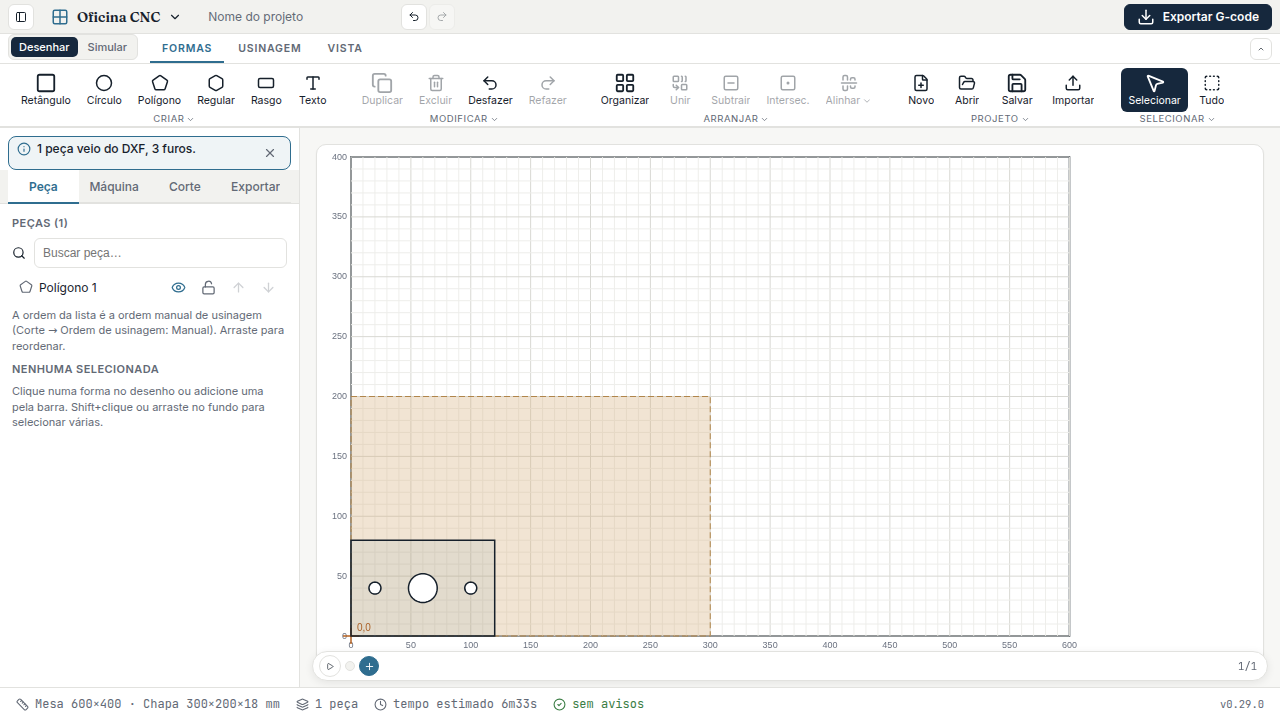 Oficina CNC
Nome do projeto
Exportar G-code
Desenhar Simular FORMAS USINAGEM VISTA
Retângulo Círculo Polígono Regular Rasgo Texto Duplicar Excluir Desfazer Refazer Organizar Unir Subtrair Intersec. Alinhar Novo Abrir Salvar Importar Selecionar Tudo
CRIAR MODIFICAR ARRANJAR PROJETO SELECIONAR
1 peça veio do DXF, 3 furos.
Peça Máquina Corte Exportar
PEÇAS (1)
Buscar peça…
Polígono 1
A ordem da lista é a ordem manual de usinagem
(Corte → Ordem de usinagem: Manual). Arraste para
reordenar.
NENHUMA SELECIONADA
Clique numa forma no desenho ou adicione uma
pela barra. Shift+clique ou arraste no fundo para
selecionar várias.
400
350
300
250
200
150
100
50
0
0,0
0 50 100 150 200 250 300 350 400 450 500 550 600
1/1
Mesa 600×400 · Chapa 300×200×18 mm 1 peça tempo estimado 6m33s sem avisos v0.29.0